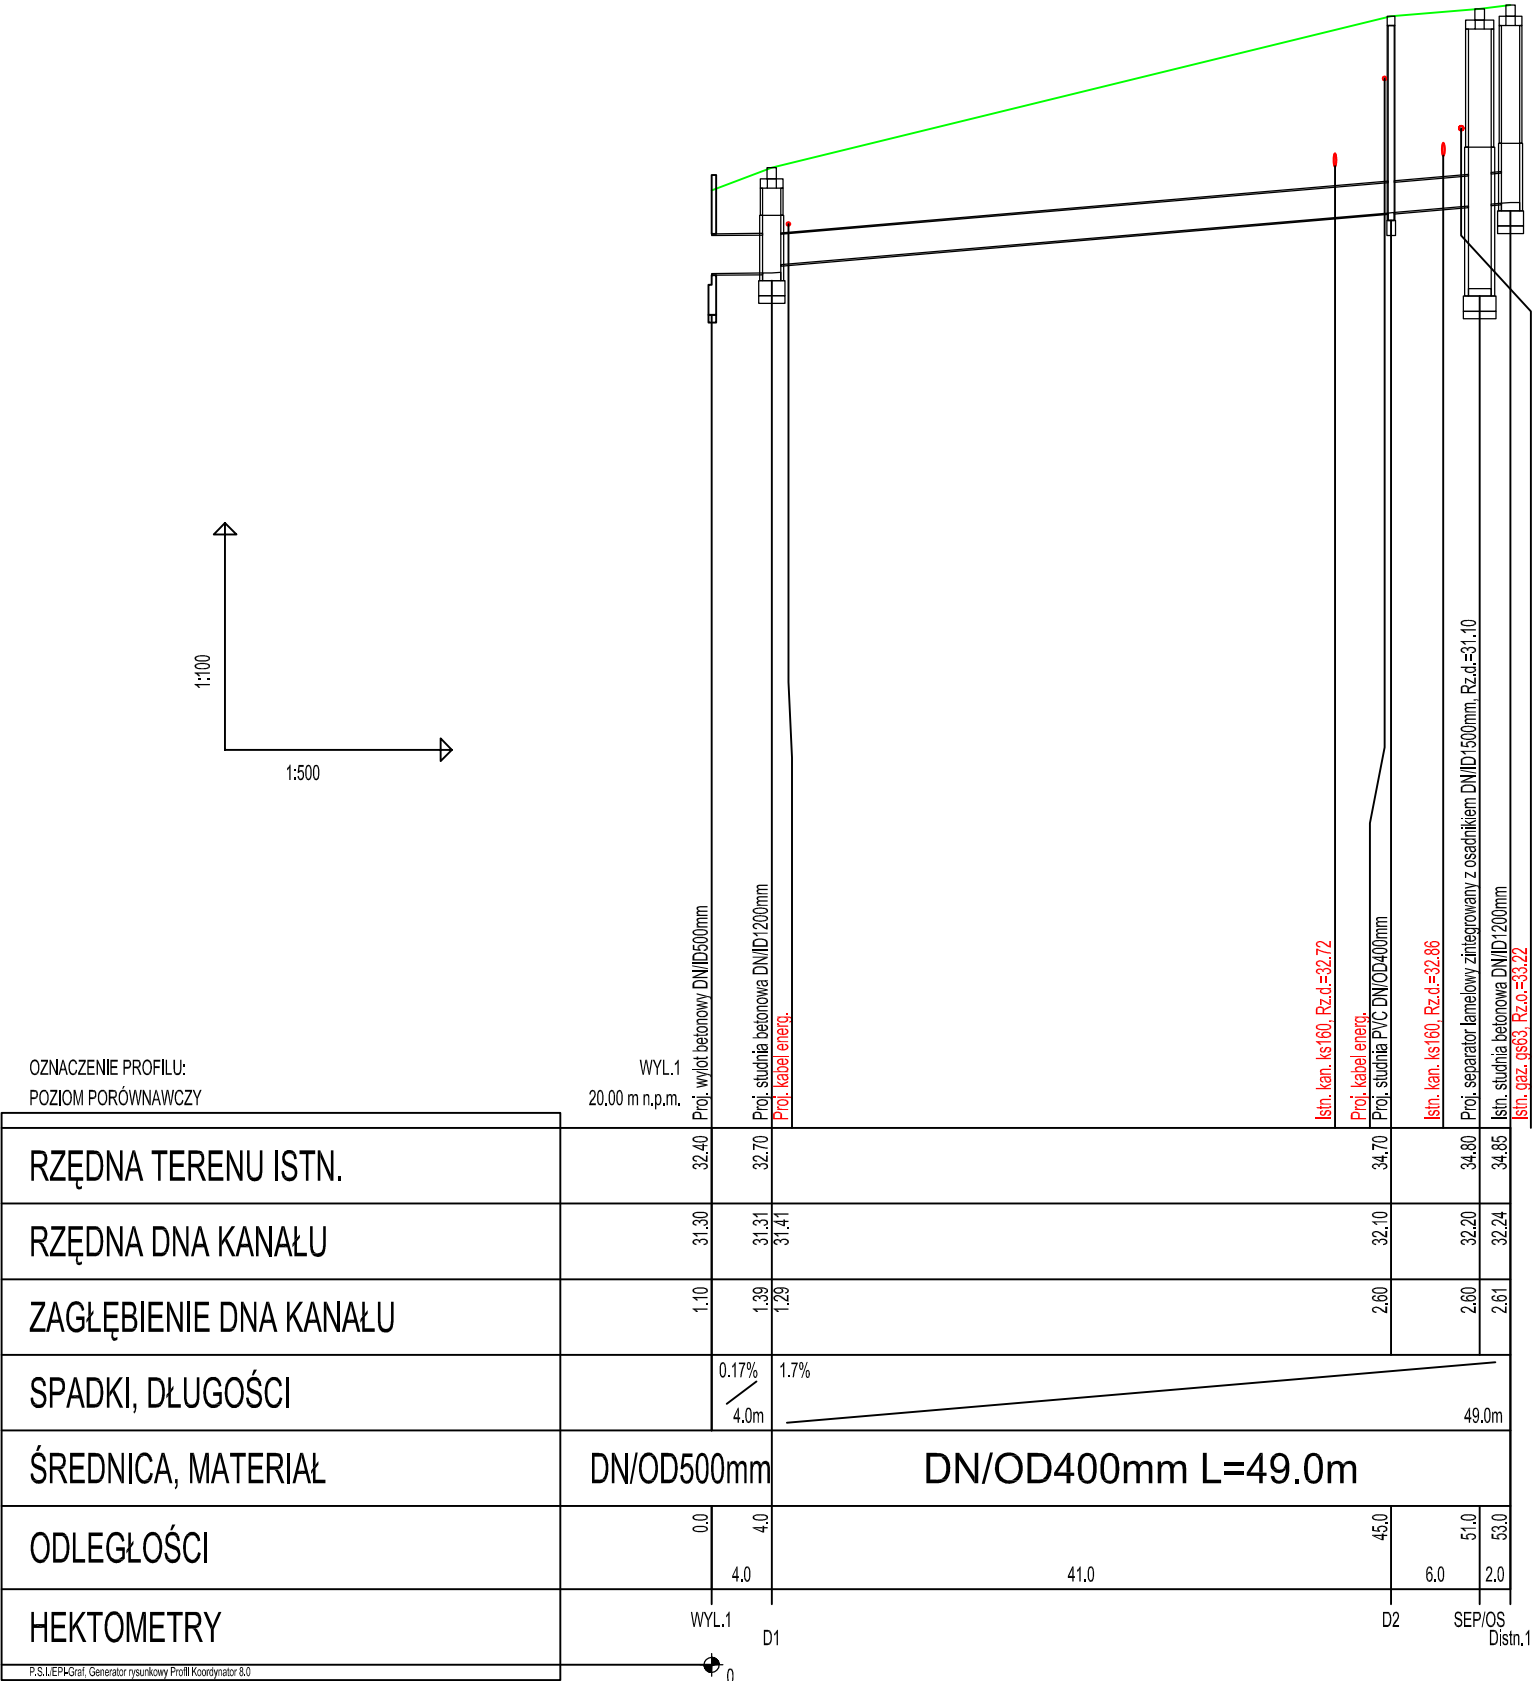 1:100
1:500
Proj. wylot betonowy DN/ID500mm
Proj. studnia betonowa DN/ID1200mm
Proj. kabel energ.
Istn. kan. ks160, Rz.d.=32.72
Proj. kabel energ.
Proj. studnia PVC DN/OD400mm
Istn. kan. ks160, Rz.d.=32.86
Proj. separator lamelowy zintegrowany z osadnikiem DN/ID1500mm, Rz.d.=31.10
Istn. studnia betonowa DN/ID1200mm
Istn. gaz. gs63, Rz.o.=33.22
OZNACZENIE PROFILU: WYL.1
POZIOM PORÓWNAWCZY 20.00 m n.p.m.
RZĘDNA TERENU ISTN. 32.40 32.70 34.70 34.80 34.85
RZĘDNA DNA KANAŁU 31.30 31.31 31.41 32.10 32.20 32.24
ZAGŁĘBIENIE DNA KANAŁU 1.10 1.39 1.29 2.60 2.60 2.61
SPADKI, DŁUGOŚCI 0.17% 4.0m 1.7% 49.0m
ŚREDNICA, MATERIAŁ DN/OD500mm DN/OD400mm L=49.0m
ODLEGŁOŚCI 0.0 4.0 45.0 51.0 53.0
4.0 41.0 6.0 2.0
HEKTOMETRY WYL.1 D1 D2 SEP/OS Distn.1
P.S.I./EPI-Graf, Generator rysunkowy Profil Koordynator 8.0
0